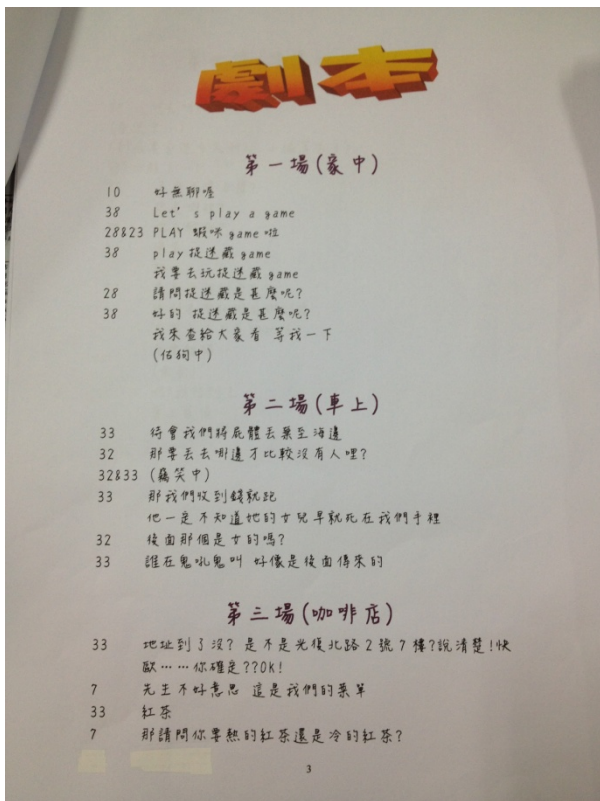 劇本
第一場(家中)
10 好無聊喔
38 Let's play a game
28&23 PLAY 蝦咪 game 啦
38 play 捉迷藏 game
我要去玩捉迷藏 game
28 請問捉迷藏是甚麼呢?
38 好的 捉迷藏是甚麼呢?
我來查給大家看 等我一下
(估狗中)
第二場(車上)
33 待會我們將屍體丟棄至海邊
32 那要丟去哪邊才比較沒有人哩?
32&33 (竊笑中)
33 那我們收到錢就跑
他一定不知道她的女兒早就死在我們手裡
32 後面那個是女的嗎?
33 誰在鬼吼鬼叫 好像是後面傳來的
第三場(咖啡店)
33 地址到了沒? 是不是光復北路 2 號 7 樓?說清楚!快
歐……你確定??OK!
7 先生不好意思 這是我們的菜單
33 紅茶
7 那請問你要熱的紅茶還是冷的紅茶?
3